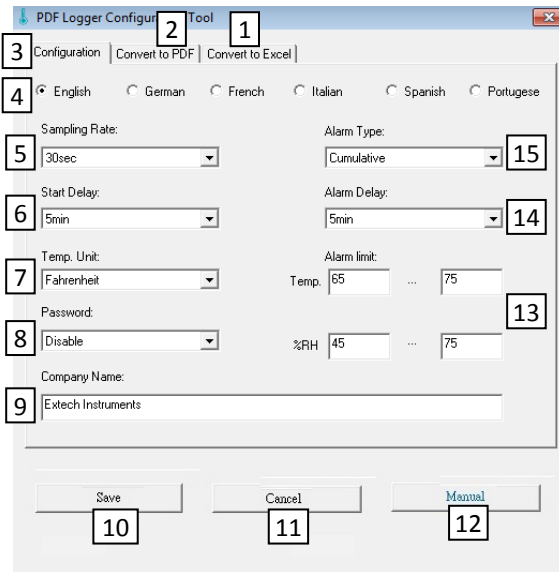 PDF Logger Configur Tool
2 1
3 Configuration Convert to PDF Convert to Excel
4 English German French Italian Spanish Portugese
Sampling Rate: Alarm Type:
5 30sec Cumulative 15
Start Delay: Alarm Delay:
6 5min 5min 14
Temp. Unit: Alarm limit:
7 Fahrenheit Temp. 65 ... 75
13
Password:
8 Disable %RH 45 ... 75
Company Name:
9 Extech Instruments
Save Cancel Manual
10 11 12